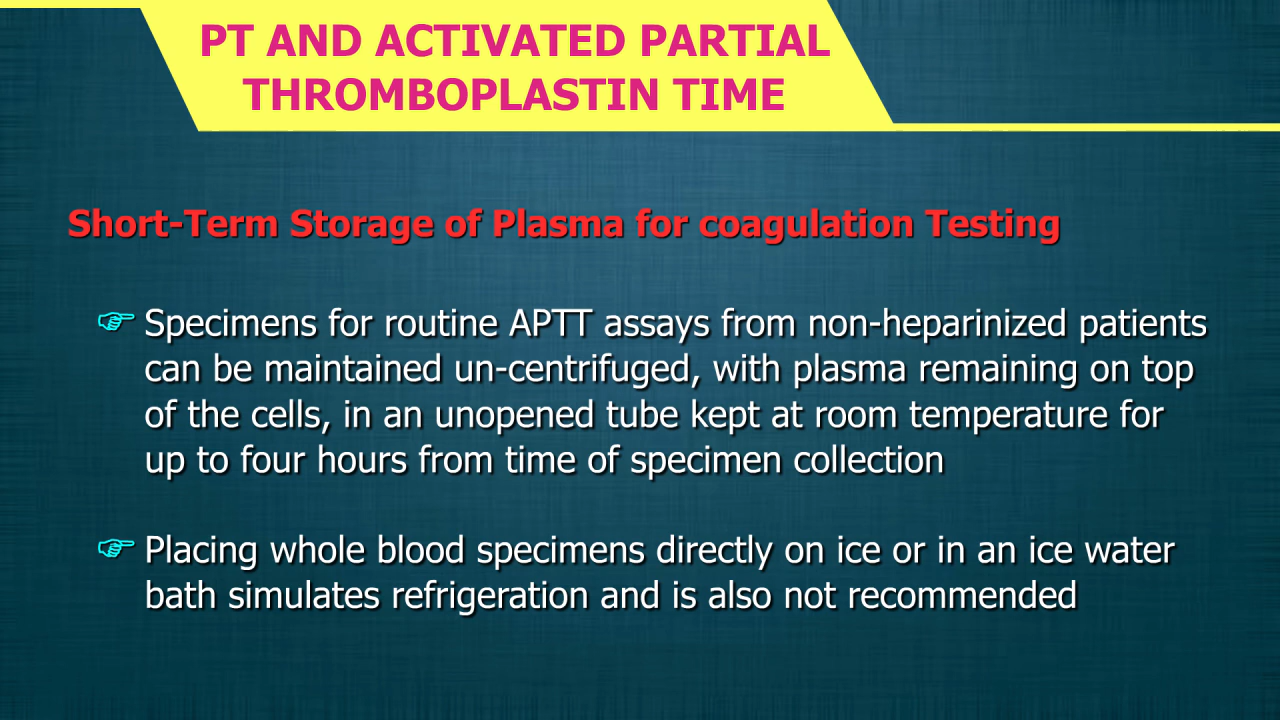 PT AND ACTIVATED PARTIAL
THROMBOPLASTIN TIME
Short-Term Storage of Plasma for coagulation Testing
Specimens for routine APTT assays from non-heparinized patients
can be maintained un-centrifuged, with plasma remaining on top
of the cells, in an unopened tube kept at room temperature for
up to four hours from time of specimen collection
Placing whole blood specimens directly on ice or in an ice water
bath simulates refrigeration and is also not recommended